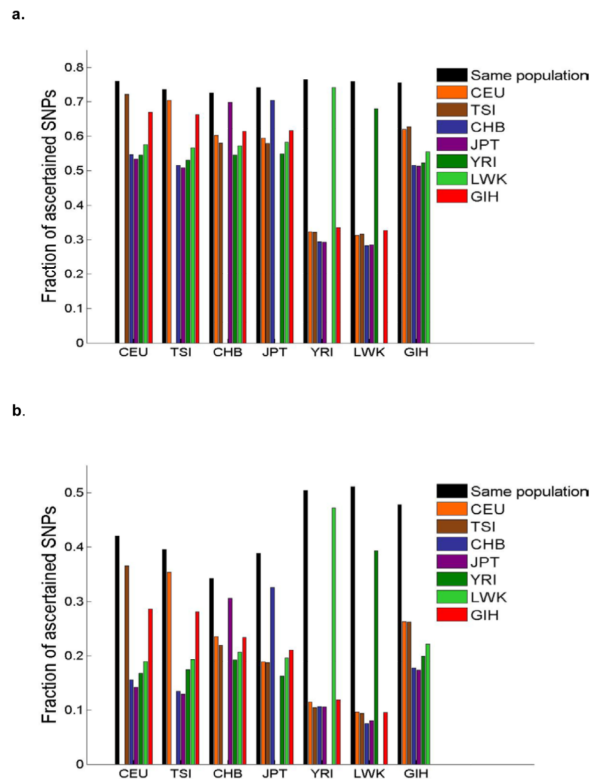 a.
0.8
0.7
0.6
0.5
0.4
0.3
0.2
0.1
0
Fraction of ascertained SNPs
CEU TSI CHB JPT YRI LWK GIH
Same population
CEU
TSI
CHB
JPT
YRI
LWK
GIH
b.
0.5
0.4
0.3
0.2
0.1
0
Fraction of ascertained SNPs
CEU TSI CHB JPT YRI LWK GIH
Same population
CEU
TSI
CHB
JPT
YRI
LWK
GIH